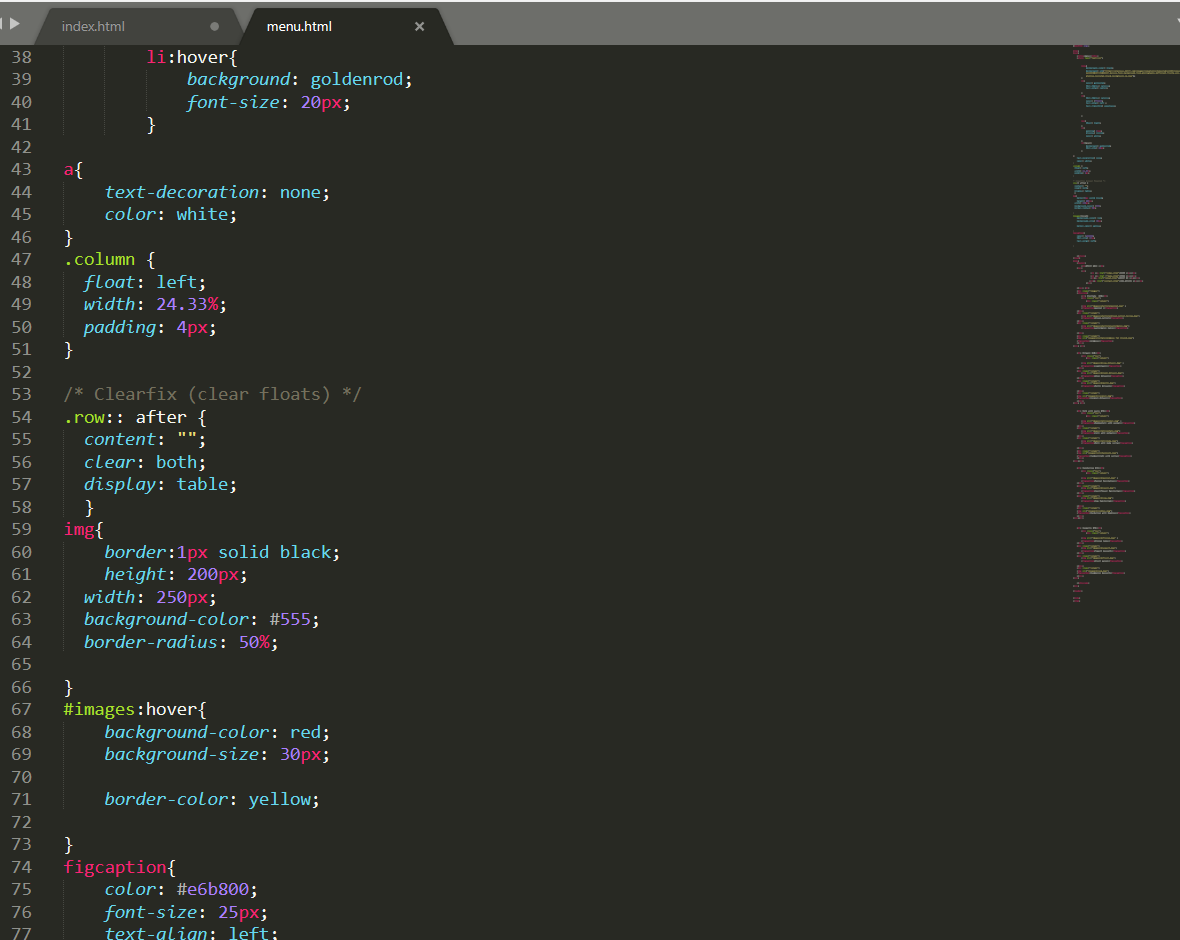 index.html
menu.html
38 li:hover{
39 background: goldenrod;
40 font-size: 20px;
41 }
42
43 a{
44 text-decoration: none;
45 color: white;
46 }
47 .column {
48 float: left;
49 width: 24.33%;
50 padding: 4px;
51 }
52
53 /* Clearfix (clear floats) */
54 .row:: after {
55 content: "";
56 clear: both;
57 display: table;
58 }
59 img{
60 border:1px solid black;
61 height: 200px;
62 width: 250px;
63 background-color: #555;
64 border-radius: 50%;
65
66 }
67 #images:hover{
68 background-color: red;
69 background-size: 30px;
70
71 border-color: yellow;
72
73 }
74 figcaption{
75 color: #e6b800;
76 font-size: 25px;
77 text-align: left;